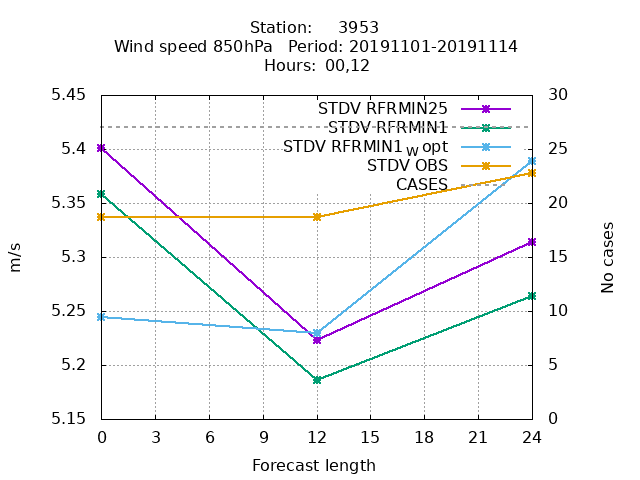 Station: 3953
Wind speed 850hPa Period: 20191101-20191114
Hours: 00,12
5.45
5.4
5.35
5.3
5.25
5.2
5.15
m/s
STDV RFRMIN25
STDV RFRMIN1
STDV RFRMIN1_W opt
STDV OBS
CASES
30
25
20
15
10
5
0
No cases
0 3 6 9 12 15 18 21 24
Forecast length